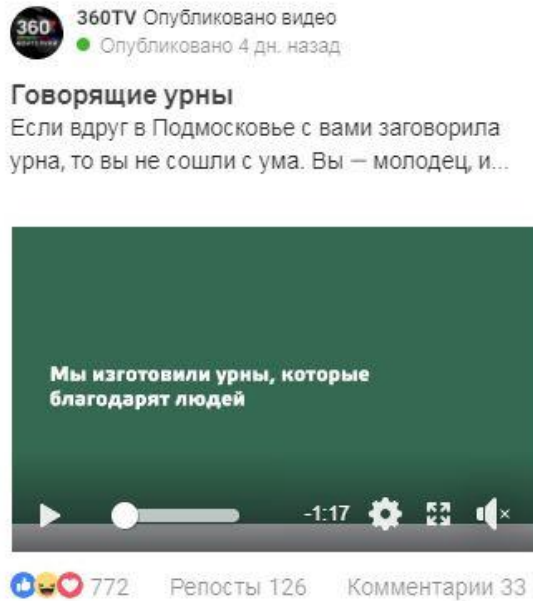 360TV Опубликовано видео
Опубликовано 4 дн. назад
Говорящие урны
Если вдруг в Подмосковье с вами заговорила
урна, то вы не сошли с ума. Вы — молодец, и...
Мы изготовили урны, которые
благодарят людей
-1:17
772 Репосты 126 Комментарии 33
360°